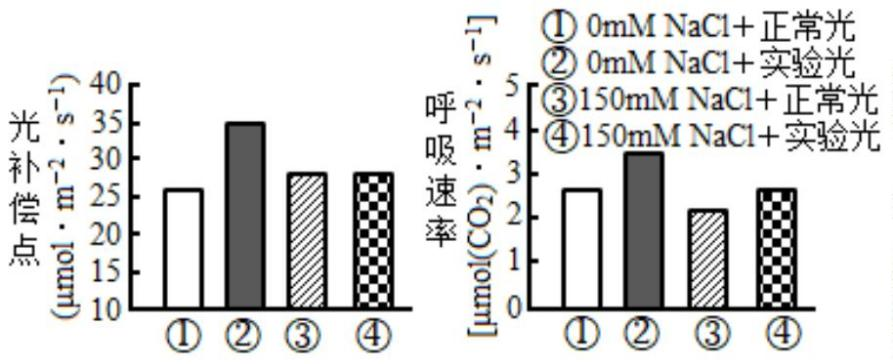 光补偿点
(μmol·m⁻²·s⁻¹)
40
35
30
25
20
15
10
① ② ③ ④
呼吸速率
[μmol(CO₂)·m⁻²·s⁻¹]
5
4
3
2
1
0
① ② ③ ④
① 0mM NaCl+正常光
② 0mM NaCl+实验光
③150mM NaCl+正常光
④150mM NaCl+实验光